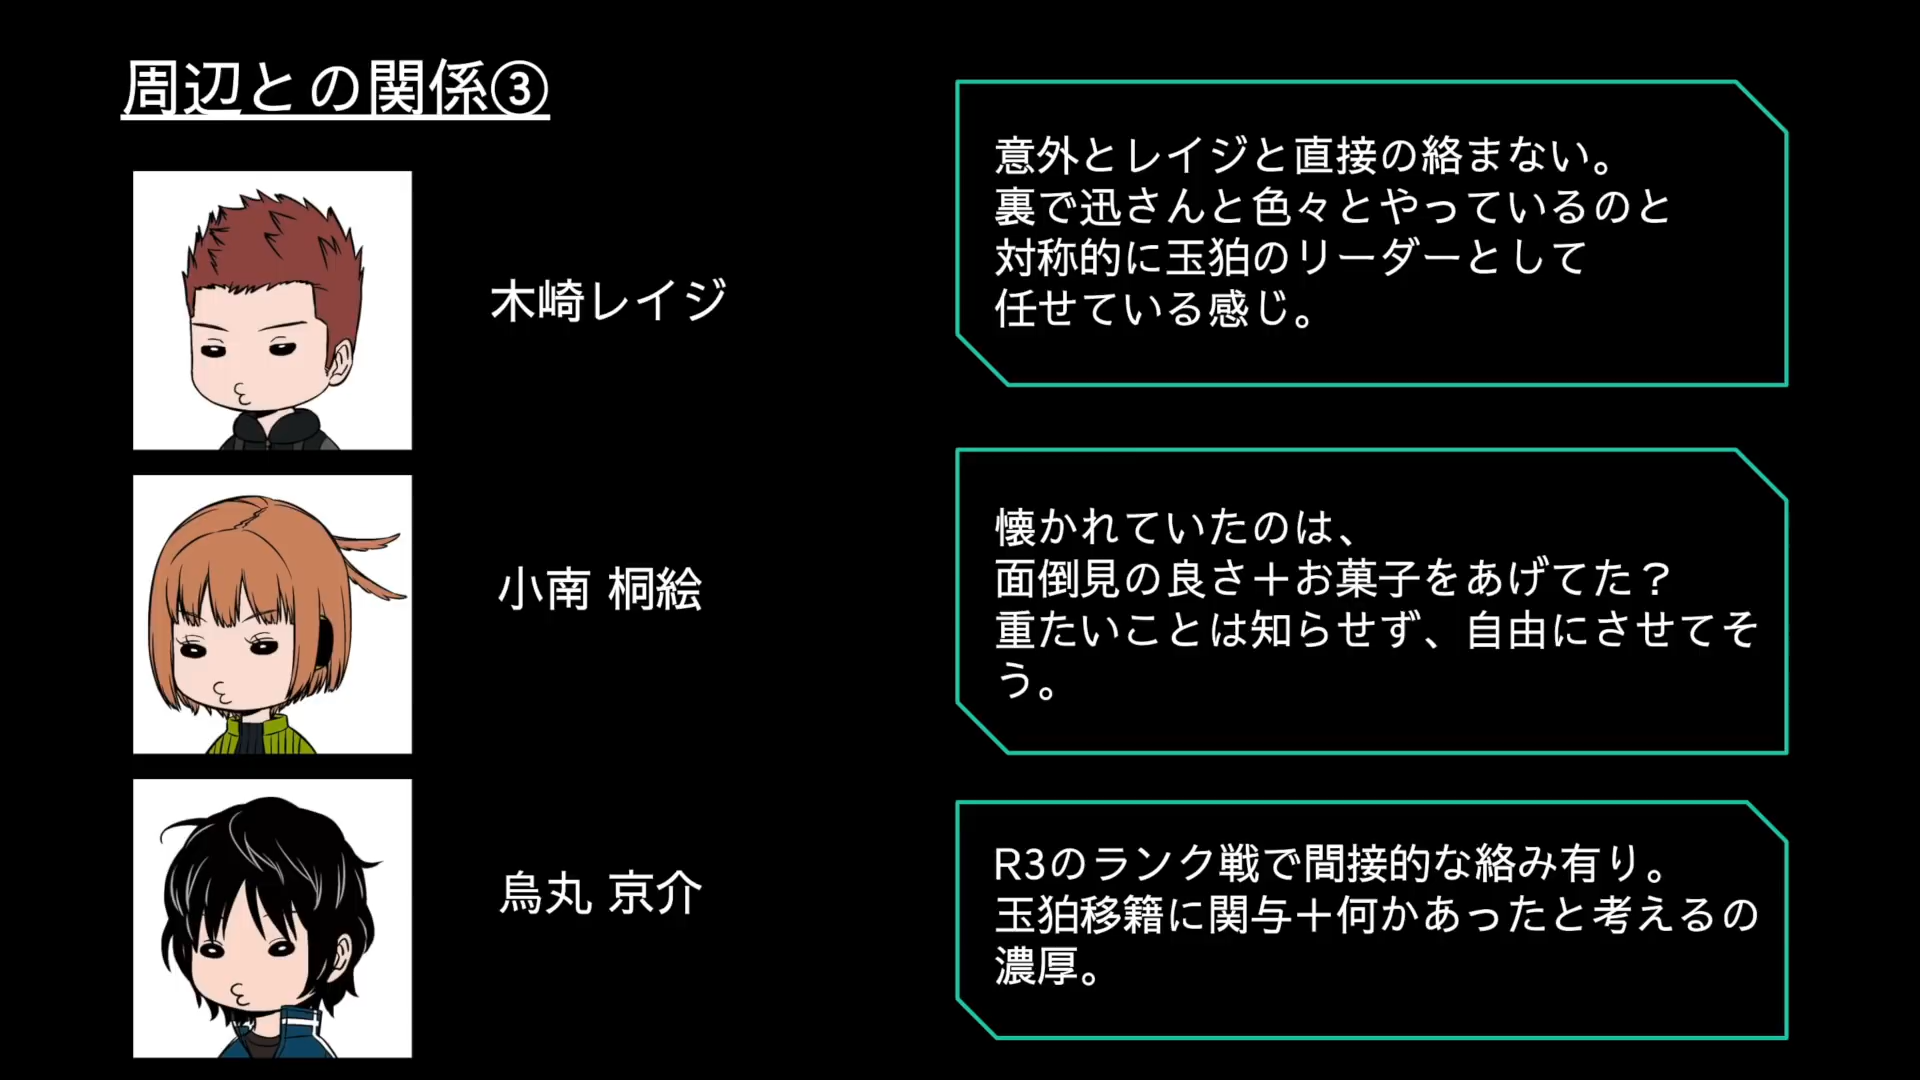 周辺との関係③
木崎レイジ
意外とレイジと直接の絡まない。
裏で迅さんと色々とやっているのと
対称的に玉狛のリーダーとして
任せている感じ。
小南 桐絵
懐かれていたのは、
面倒見の良さ＋お菓子をあげてた？
重たいことは知らせず、自由にさせてそ
う。
烏丸 京介
R3のランク戦で間接的な絡み有り。
玉狛移籍に関与＋何かあったと考えるの
濃厚。